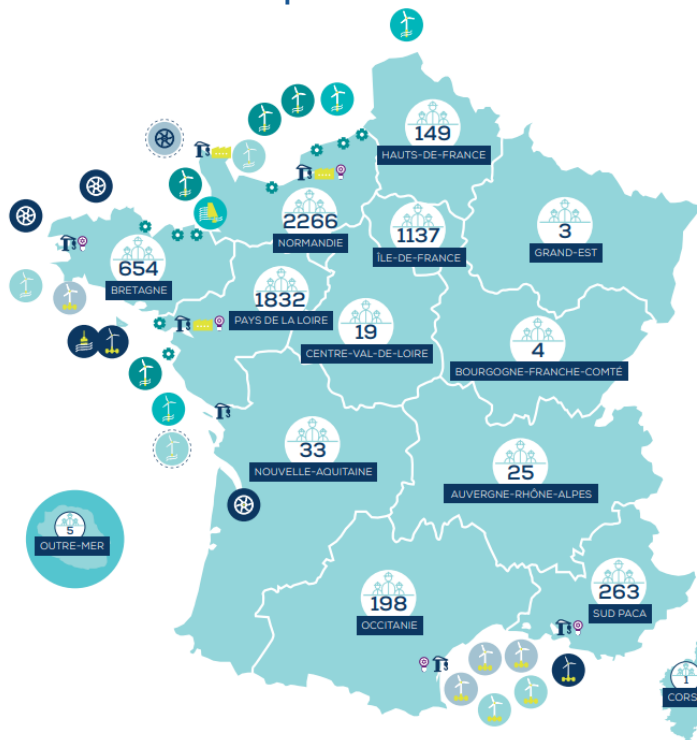 149
HAUTS-DE-FRANCE
2266
NORMANDIE
1137
ÎLE-DE-FRANCE
3
GRAND-EST
654
BRETAGNE
1832
PAYS DE LA LOIRE
19
CENTRE-VAL-DE-LOIRE
4
BOURGOGNE-FRANCHE-COMTÉ
33
NOUVELLE-AQUITAINE
25
AUVERGNE-RHÔNE-ALPES
5
OUTRE-MER
198
OCCITANIE
263
SUD PACA
1
CORS